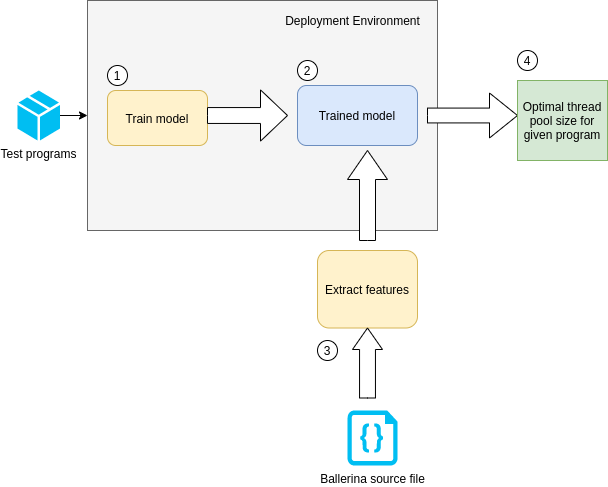 Deployment Environment
1
2
4
Train model
Trained model
Optimal thread
pool size for
given program
Test programs
Extract features
3
{}
Ballerina source file